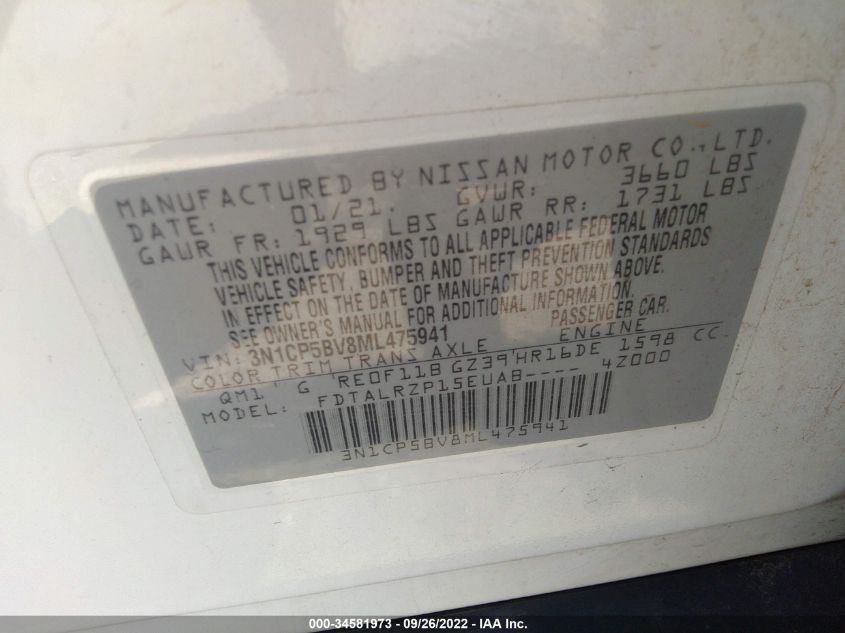 MANUFACTURED BY NISSAN MOTOR CO.,LTD.
DATE: 01/21. GVWR: 3660 LBS
GAWR FR: 1929 LBS GAWR RR: 1731 LBS
THIS VEHICLE CONFORMS TO ALL APPLICABLE FEDERAL MOTOR
VEHICLE SAFETY, BUMPER AND THEFT PREVENTION STANDARDS
IN EFFECT ON THE DATE OF MANUFACTURE SHOWN ABOVE.
SEE OWNER'S MANUAL FOR ADDITIONAL INFORMATION.
VIN: 3N1CP5BV8ML475941 PASSENGER CAR.
COLOR TRIM TRANS AXLE ENGINE
QM1' G 'RE0F11B GZ39'HR16DE 1598 CC
MODEL: FDTALRZP15EUAB---- 4Z000
3N1CP5BV8ML475941
000-34581973 - 09/26/2022 - IAA Inc.